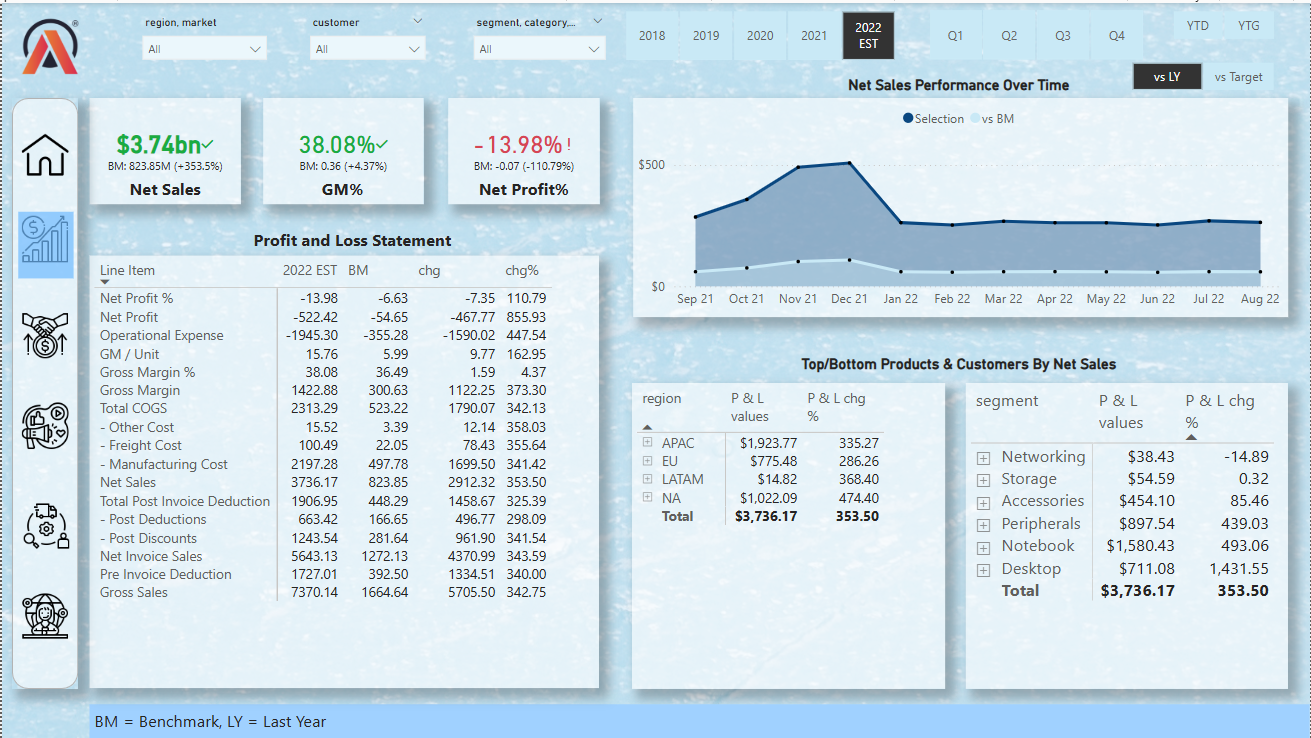 region, market
customer
segment, category,...
All
All
All
2018 2019 2020 2021 2022 EST
Q1 Q2 Q3 Q4
YTD YTG
vs LY vs Target
$3.74bn
BM: 823.85M (+353.5%)
Net Sales
38.08%
BM: 0.36 (+4.37%)
GM%
-13.98%!
BM: -0.07 (-110.79%)
Net Profit%
Net Sales Performance Over Time
Selection vs BM
$500
$0
Sep 21 Oct 21 Nov 21 Dec 21 Jan 22 Feb 22 Mar 22 Apr 22 May 22 Jun 22 Jul 22 Aug 22
Profit and Loss Statement
Line Item 2022 EST BM chg chg%
Net Profit % -13.98 -6.63 -7.35 110.79
Net Profit -522.42 -54.65 -467.77 855.93
Operational Expense -1945.30 -355.28 -1590.02 447.54
GM / Unit 15.76 5.99 9.77 162.95
Gross Margin % 38.08 36.49 1.59 4.37
Gross Margin 1422.88 300.63 1122.25 373.30
Total COGS 2313.29 523.22 1790.07 342.13
- Other Cost 15.52 3.39 12.14 358.03
- Freight Cost 100.49 22.05 78.43 355.64
- Manufacturing Cost 2197.28 497.78 1699.50 341.42
Net Sales 3736.17 823.85 2912.32 353.50
Total Post Invoice Deduction 1906.95 448.29 1458.67 325.39
- Post Deductions 663.42 166.65 496.77 298.09
- Post Discounts 1243.54 281.64 961.90 341.54
Net Invoice Sales 5643.13 1272.13 4370.99 343.59
Pre Invoice Deduction 1727.01 392.50 1334.51 340.00
Gross Sales 7370.14 1664.64 5705.50 342.75
Top/Bottom Products & Customers By Net Sales
region P & L values P & L chg %
APAC $1,923.77 335.27
EU $775.48 286.26
LATAM $14.82 368.40
NA $1,022.09 474.40
Total $3,736.17 353.50
segment P & L values P & L chg %
Networking $38.43 -14.89
Storage $54.59 0.32
Accessories $454.10 85.46
Peripherals $897.54 439.03
Notebook $1,580.43 493.06
Desktop $711.08 1,431.55
Total $3,736.17 353.50
BM = Benchmark, LY = Last Year